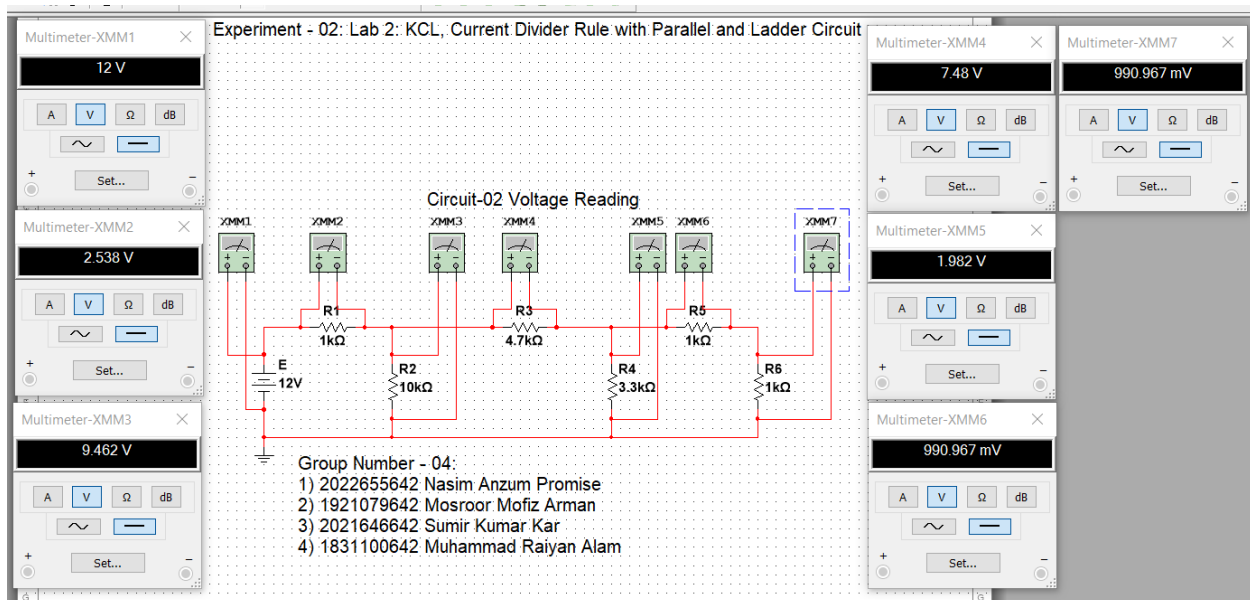 Experiment - 02: Lab 2: KCL, Current Divider Rule with Parallel and Ladder Circuit
Multimeter-XMM1
12 V
A V Ω dB
+ Set... −
Multimeter-XMM2
2.538 V
A V Ω dB
+ Set... −
Multimeter-XMM3
9.462 V
A V Ω dB
+ Set... −
Circuit-02 Voltage Reading
XMM1 XMM2 XMM3 XMM4 XMM5 XMM6 XMM7
R1
1kΩ
R3
4.7kΩ
R5
1kΩ
E
12V
R2
10kΩ
R4
3.3kΩ
R6
1kΩ
Group Number - 04:
1) 2022655642 Nasim Anzum Promise
2) 1921079642 Mosroor Mofiz Arman
3) 2021646642 Sumir Kumar Kar
4) 1831100642 Muhammad Raiyan Alam
Multimeter-XMM4
7.48 V
A V Ω dB
+ Set... −
Multimeter-XMM7
990.967 mV
A V Ω dB
+ Set... −
Multimeter-XMM5
1.982 V
A V Ω dB
+ Set... −
Multimeter-XMM6
990.967 mV
A V Ω dB
+ Set... −
G
G